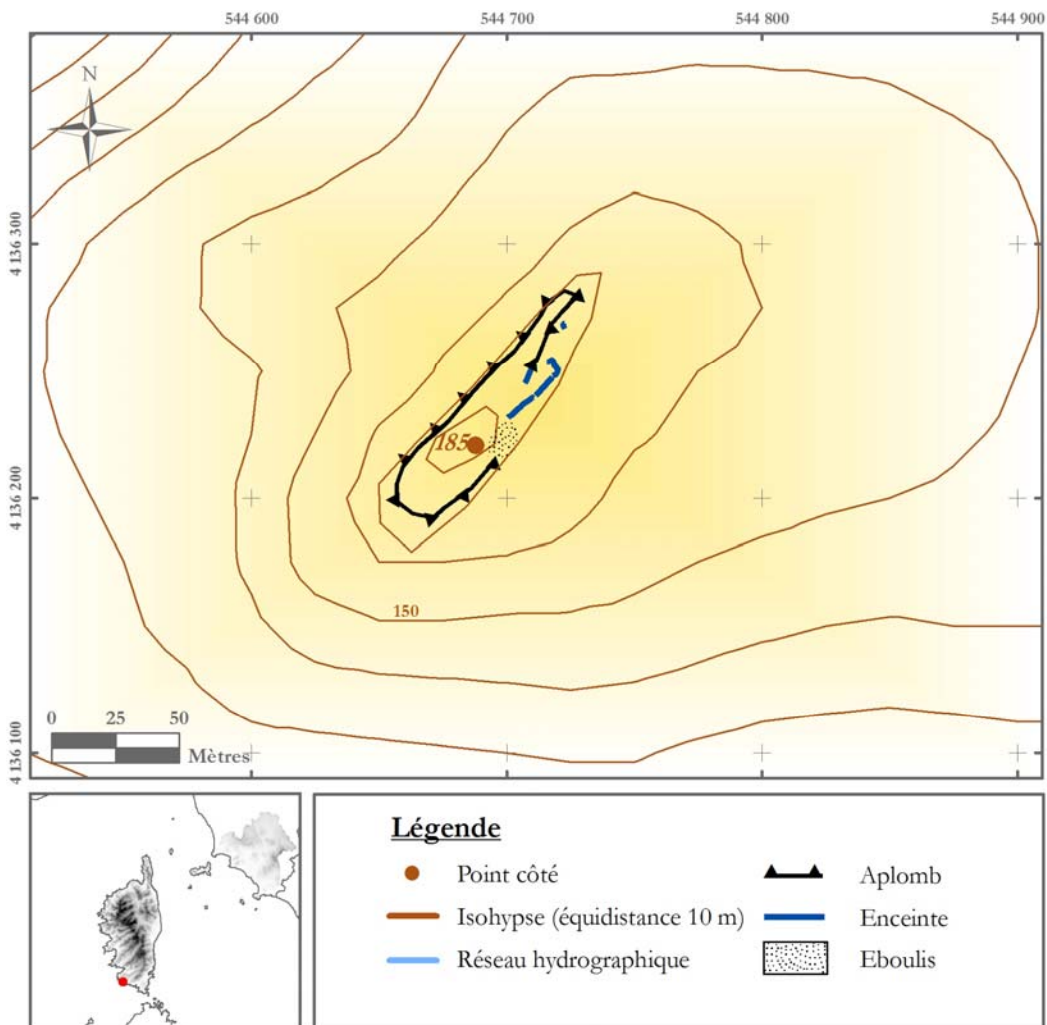 544 600 544 700 544 800 544 900
N
4 136 300
185
4 136 200
150
0 25 50
Mètres
4 136 100
Légende
Point côté
Aplomb
Isohypse (équidistance 10 m)
Enceinte
Réseau hydrographique
Eboulis